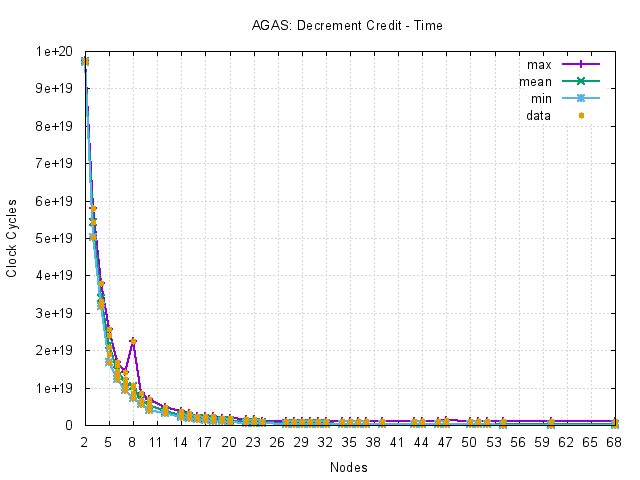 AGAS: Decrement Credit - Time
1e+20
9e+19
8e+19
7e+19
6e+19
5e+19
4e+19
3e+19
2e+19
1e+19
0
Clock Cycles
max
mean
min
data
2 5 8 11 14 17 20 23 26 29 32 35 38 41 44 47 50 53 56 59 62 65 68
Nodes